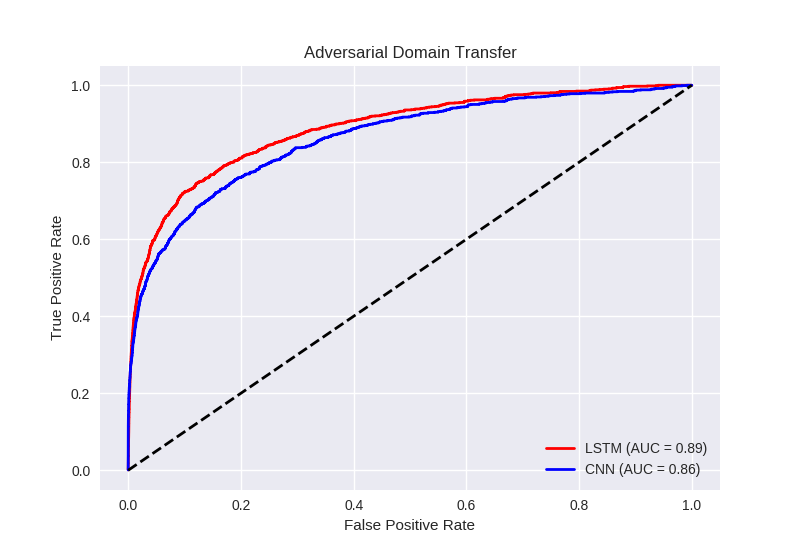 Adversarial Domain Transfer
True Positive Rate
1.0
0.8
0.6
0.4
0.2
0.0
LSTM (AUC = 0.89)
CNN (AUC = 0.86)
0.0 0.2 0.4 0.6 0.8 1.0
False Positive Rate